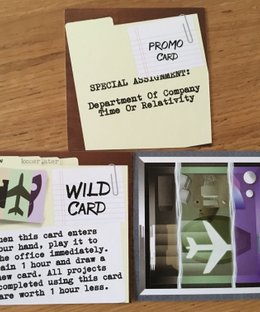 PROMO
CARD
SPECIAL ASSIGNMENT:
Department Of Company
Time Or Relativity
WILD
CARD
hen this card enters
our hand, play it to
he office immediately.
ain 1 hour and draw a
ew card. All projects
ompleted using this card
are worth 1 hour less.